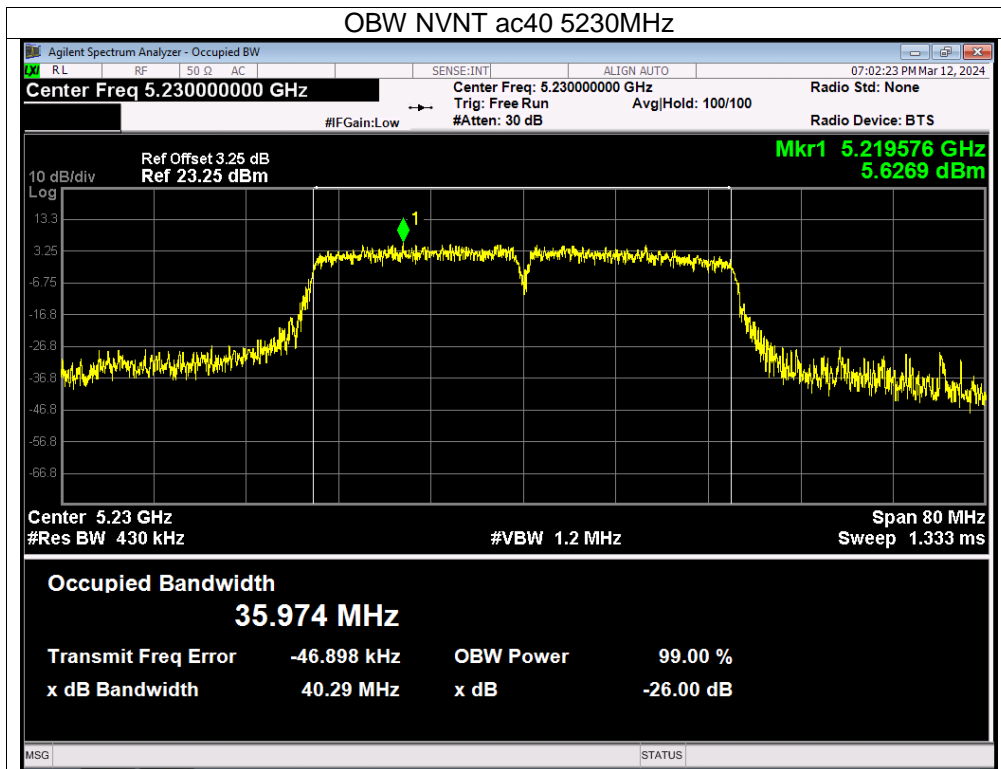 OBW NVNT ac40 5230MHz
Agilent Spectrum Analyzer - Occupied BW
LXI RL RF 50 Ω AC SENSE:INT ALIGN AUTO 07:02:23 PM Mar 12, 2024
Center Freq 5.230000000 GHz Center Freq: 5.230000000 GHz Radio Std: None
Trig: Free Run Avg|Hold: 100/100
#IFGain:Low #Atten: 30 dB Radio Device: BTS
Mkr1 5.219576 GHz
5.6269 dBm
Ref Offset 3.25 dB
10 dB/div Ref 23.25 dBm
Log
13.3
1
3.25
-6.75
-16.8
-26.8
-36.8
-46.8
-56.8
-66.8
Center 5.23 GHz Span 80 MHz
#Res BW 430 kHz #VBW 1.2 MHz Sweep 1.333 ms
Occupied Bandwidth
35.974 MHz
Transmit Freq Error -46.898 kHz OBW Power 99.00 %
x dB Bandwidth 40.29 MHz x dB -26.00 dB
MSG STATUS